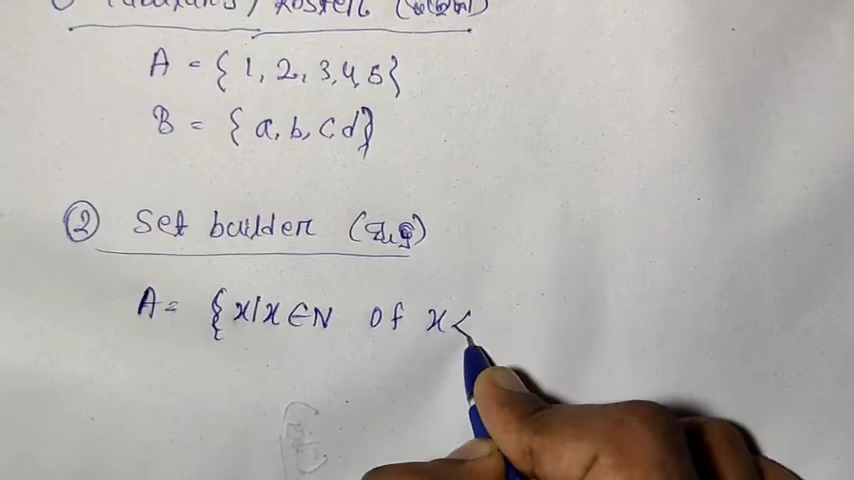 A = { 1, 2, 3, 4, 5 }
B = { a, b, c, d }
② Set builder
A = { x | x ∈ N of x <